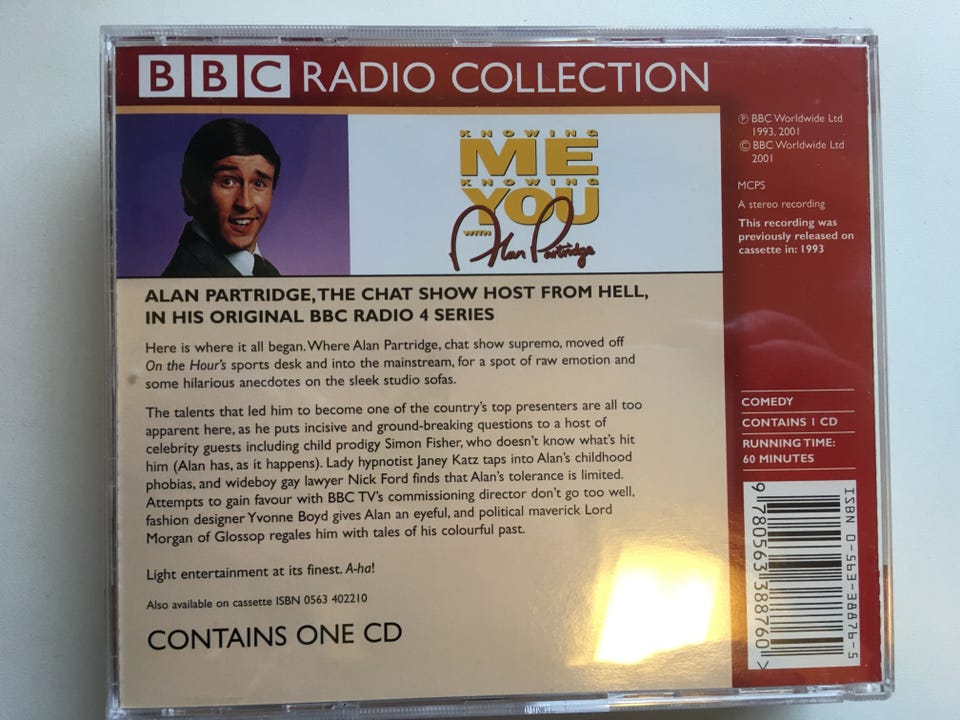 BBC RADIO COLLECTION
KNOWING
ME
KNOWING
YOU
WITH
Alan Partridge
ALAN PARTRIDGE, THE CHAT SHOW HOST FROM HELL,
IN HIS ORIGINAL BBC RADIO 4 SERIES
Here is where it all began. Where Alan Partridge, chat show supremo, moved off
On the Hour's sports desk and into the mainstream, for a spot of raw emotion and
some hilarious anecdotes on the sleek studio sofas.
The talents that led him to become one of the country's top presenters are all too
apparent here, as he puts incisive and ground-breaking questions to a host of
celebrity guests including child prodigy Simon Fisher, who doesn't know what's hit
him (Alan has, as it happens). Lady hypnotist Janey Katz taps into Alan's childhood
phobias, and wideboy gay lawyer Nick Ford finds that Alan's tolerance is limited.
Attempts to gain favour with BBC TV's commissioning director don't go too well,
fashion designer Yvonne Boyd gives Alan an eyeful, and political maverick Lord
Morgan of Glossop regales him with tales of his colourful past.
Light entertainment at its finest. A-ha!
Also available on cassette ISBN 0563 402210
CONTAINS ONE CD
℗ BBC Worldwide Ltd
1993, 2001
© BBC Worldwide Ltd
2001
MCPS
A stereo recording
This recording was
previously released on
cassette in: 1993
COMEDY
CONTAINS 1 CD
RUNNING TIME:
60 MINUTES
ISBN 0-563-38876-5
9 780563 388760 >